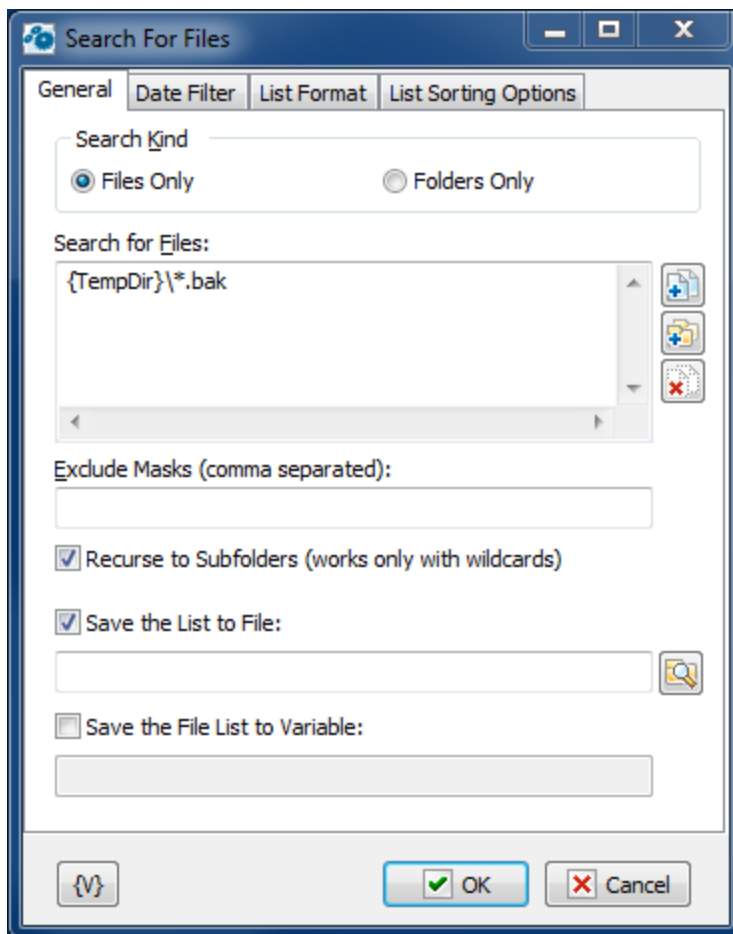 Search For Files
General Date Filter List Format List Sorting Options
Search Kind
Files Only Folders Only
Search for Files:
{TempDir}\*.bak
Exclude Masks (comma separated):
Recurse to Subfolders (works only with wildcards)
Save the List to File:
Save the File List to Variable:
{V} OK Cancel